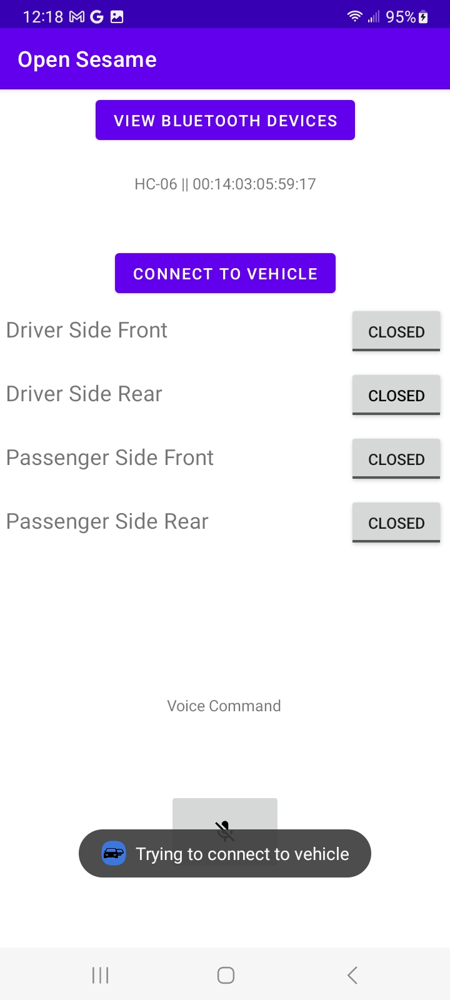 12:18 95%
Open Sesame
VIEW BLUETOOTH DEVICES
HC-06 || 00:14:03:05:59:17
CONNECT TO VEHICLE
Driver Side Front CLOSED
Driver Side Rear CLOSED
Passenger Side Front CLOSED
Passenger Side Rear CLOSED
Voice Command
Trying to connect to vehicle